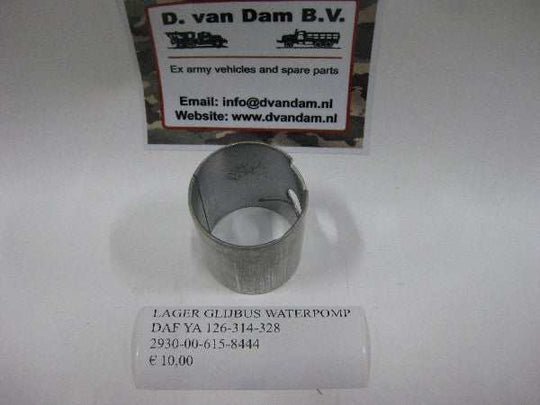 D. van Dam B.V.
Ex army vehicles and spare parts
Email: info@dvandam.nl
Website: www.dvandam.nl
LAGER GLIJBUS WATERPOMP
DAF YA 126-314-328
2930-00-615-8444
€ 10,00